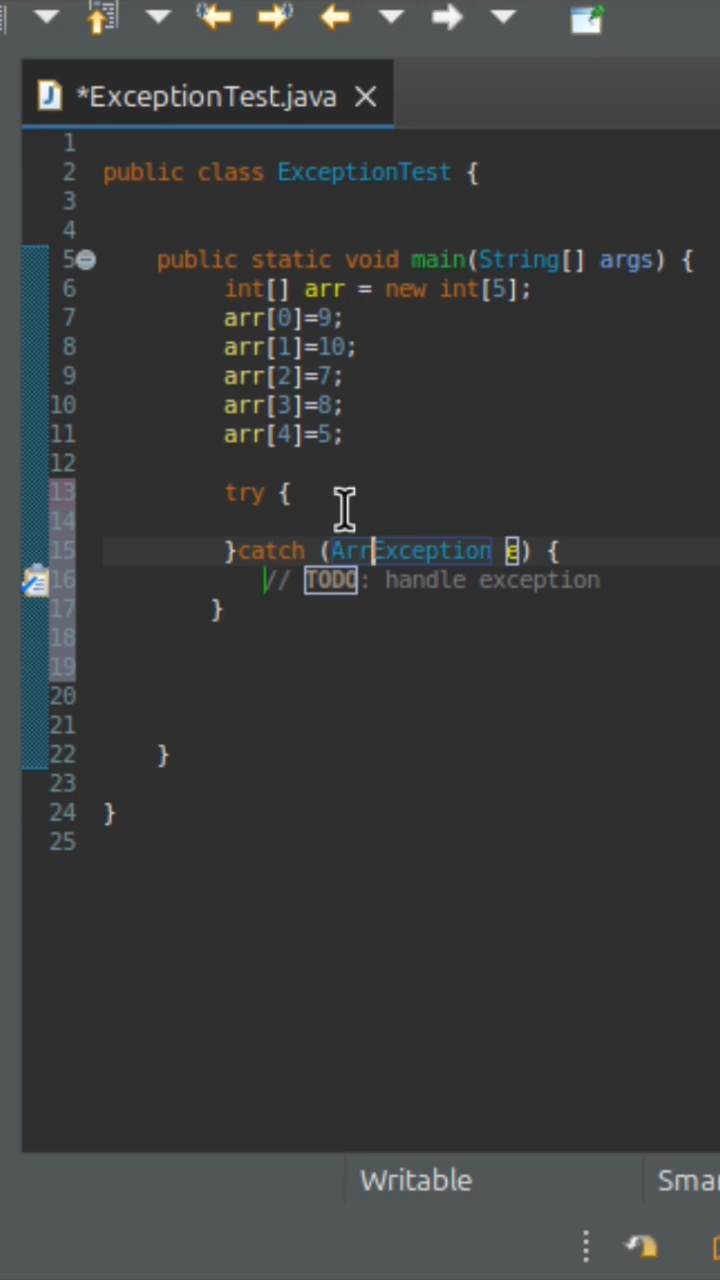 *ExceptionTest.java
1
2 public class ExceptionTest {
3
4
5 public static void main(String[] args) {
6 int[] arr = new int[5];
7 arr[0]=9;
8 arr[1]=10;
9 arr[2]=7;
10 arr[3]=8;
11 arr[4]=5;
12
13 try {
14
15 }catch (ArrException e) {
16 // TODO: handle exception
17 }
18
19
20
21
22 }
23
24 }
25
Writable Smar